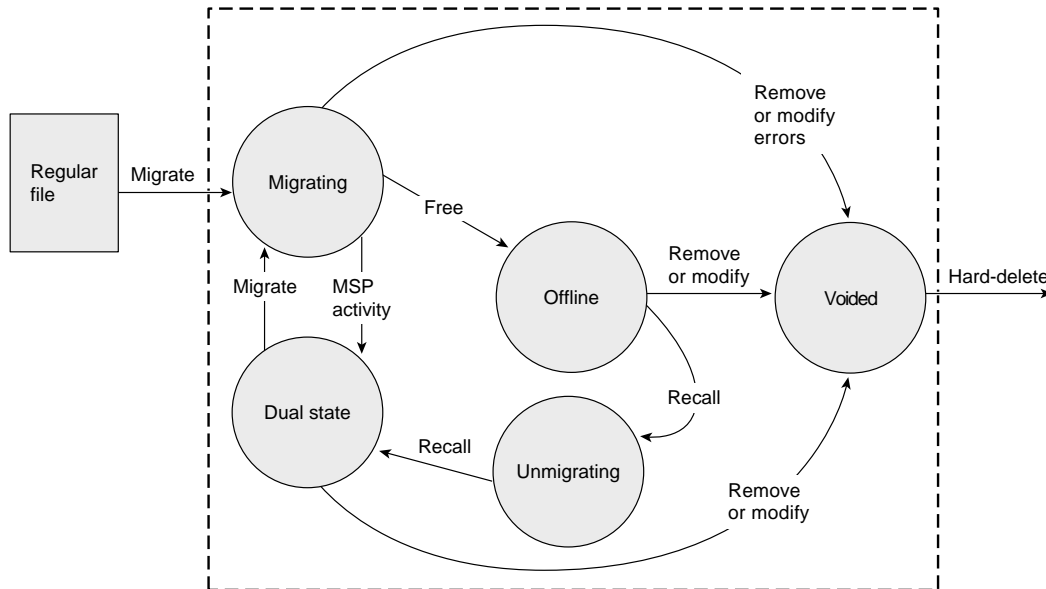 Remove
or modify
errors
Regular
file
Migrate
Migrating
Free
Migrate
MSP
activity
Offline
Remove
or modify
Voided
Hard-delete
Dual state
Recall
Recall
Unmigrating
Remove
or modify